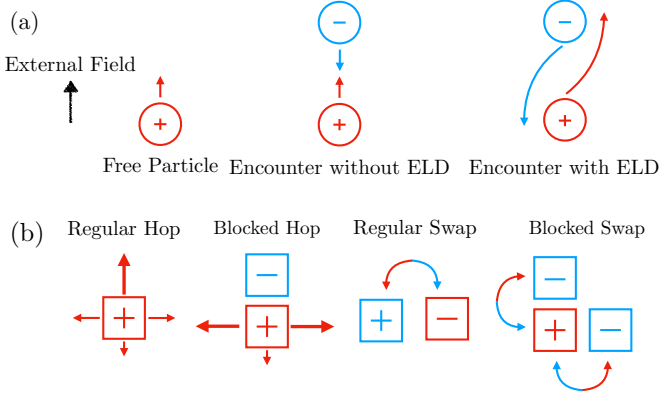 (a)
−
External Field
+
+
+
Free Particle
Encounter without ELD
Encounter with ELD
(b)
Regular Hop
Blocked Hop
Regular Swap
Blocked Swap
−
−
+
+
+
−
+
−